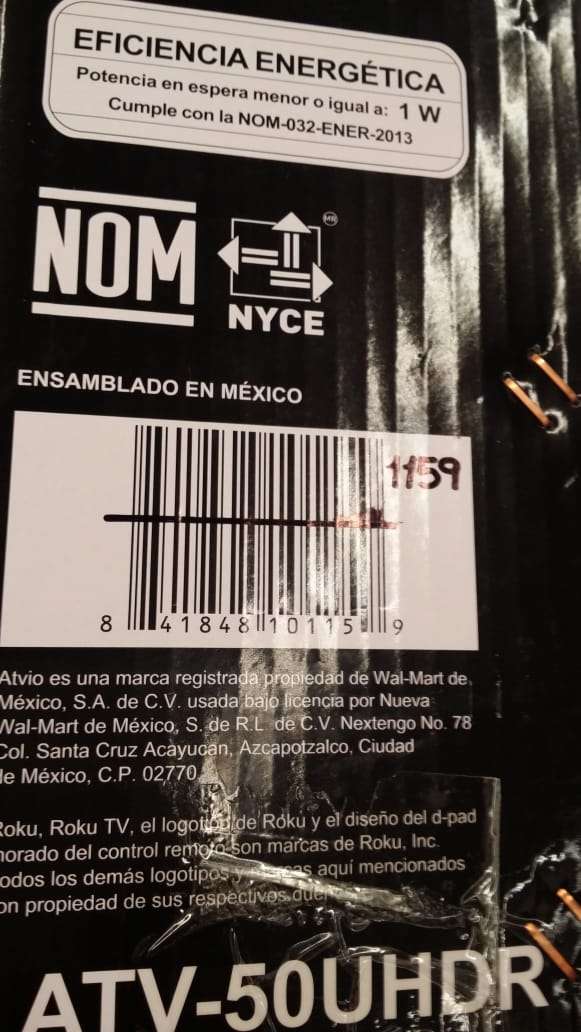 EFICIENCIA ENERGÉTICA
Potencia en espera menor o igual a: 1 W
Cumple con la NOM-032-ENER-2013
NOM
MR
NYCE
ENSAMBLADO EN MÉXICO
1159
8 41848 10115 9
Atvio es una marca registrada propiedad de Wal-Mart de
México, S.A. de C.V. usada bajo licencia por Nueva
Wal-Mart de México, S. de R.L. de C.V. Nextengo No. 78
Col. Santa Cruz Acayucan, Azcapotzalco, Ciudad
de México, C.P. 02770
Roku, Roku TV, el logotipo de Roku y el diseño del d-pad
morado del control remoto son marcas de Roku, Inc.
Todos los demás logotipos y aquí mencionados
son propiedad de sus respectivos
ATV-50UHDR